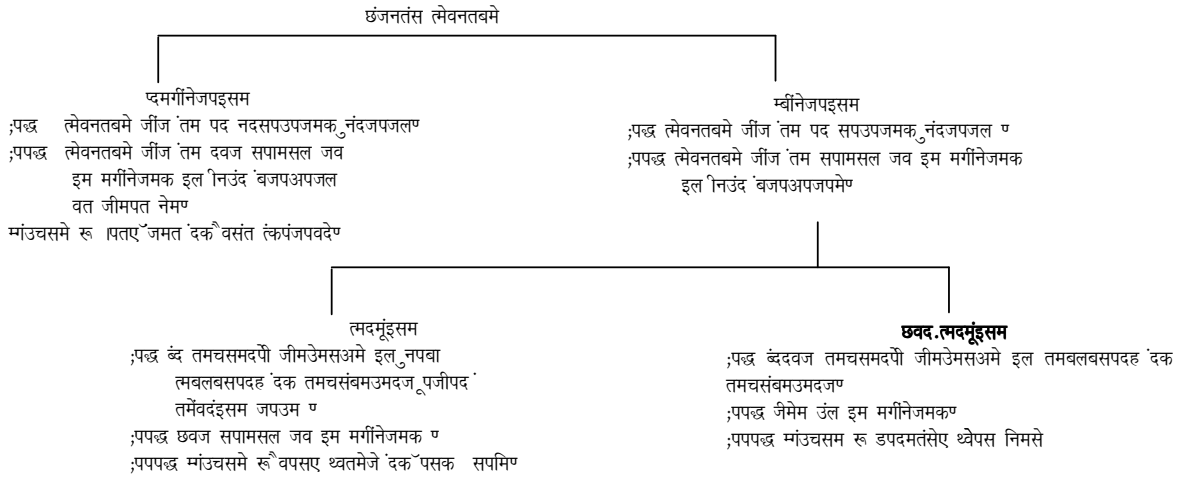 छंजनतंस त्मेवनतबमे
प्दमगींनेजपइसम
;पद्ध त्मेवनतबमे जींज ंतम पद नदसपउपजमक ुनंदजपजलण्
;पपद्ध त्मेवनतबमे जींज ंतम दवज सपामसल जव
इम मगींनेजमक इल ीनउंद ंबजपअपजल
वत जीमपत नेमण्
म्गंउचसमे रू ।पतए ॅंजमत ंदक ैवसंत त्ंकपंजपवदेण्
म्बींनेजपइसम
;पद्ध त्मेवनतबमे जींज ंतम पद सपउपजमक ुनंदजपजल ण्
;पपद्ध त्मेवनतबमे जींज ंतम सपामसल जव इम मगींनेजमक
इल ीनउंद ंबजपअपजपमेण्
त्मदमूंइसम
;पद्ध ब्ंद तमचसमदपेी जीमउेमसअमे इल ुनपबा
त्मबलबसपदह ंदक तमचसंबमउमदज ूपजीपद ं
तमेंवदंइसम जपउम ण्
;पपद्ध छवज सपामसल जव इम मगींनेजमक ण्
;पपपद्ध म्गंउचसमे रू ैवपसए थ्वतमेजे ंदक ॅपसक सपमिण्
छवद.त्मदमूंइसम
;पद्ध ब्ंददवज तमचसमदपेी जीमउेमसअमे इल तमबलबसपदह ंदक
तमचसंबमउमदजण्
;पपद्ध ज्ीमेम उंल इम मगींनेजमकण्
;पपपद्ध म्गंउचसम रू डपदमतंसेए थ्वेेपस निमसे